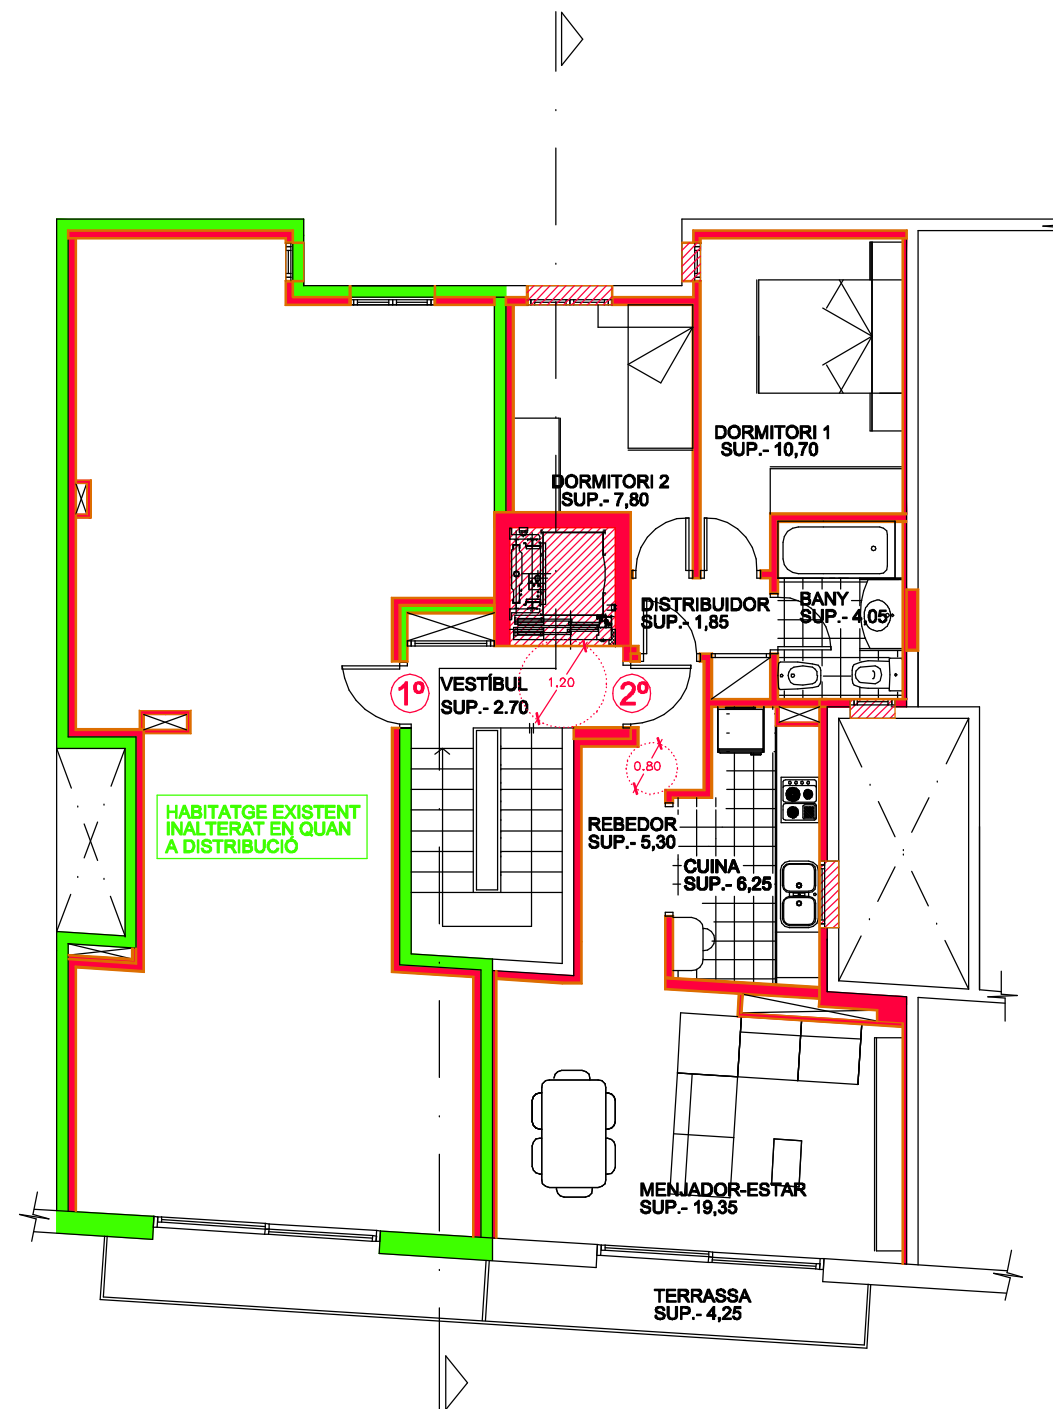 DORMITORI 1
SUP.- 10,70
DORMITORI 2
SUP.- 7,80
DISTRIBUIDOR
SUP.- 1,85
BANY
SUP.- 4,05
1º
VESTÍBUL
SUP.- 2.70
1.20
2º
0.80
HABITATGE EXISTENT
INALTERAT EN QUAN
A DISTRIBUCIÓ
REBEDOR
SUP.- 5,30
CUINA
SUP.- 6,25
MENJADOR-ESTAR
SUP.- 19,35
TERRASSA
SUP.- 4,25